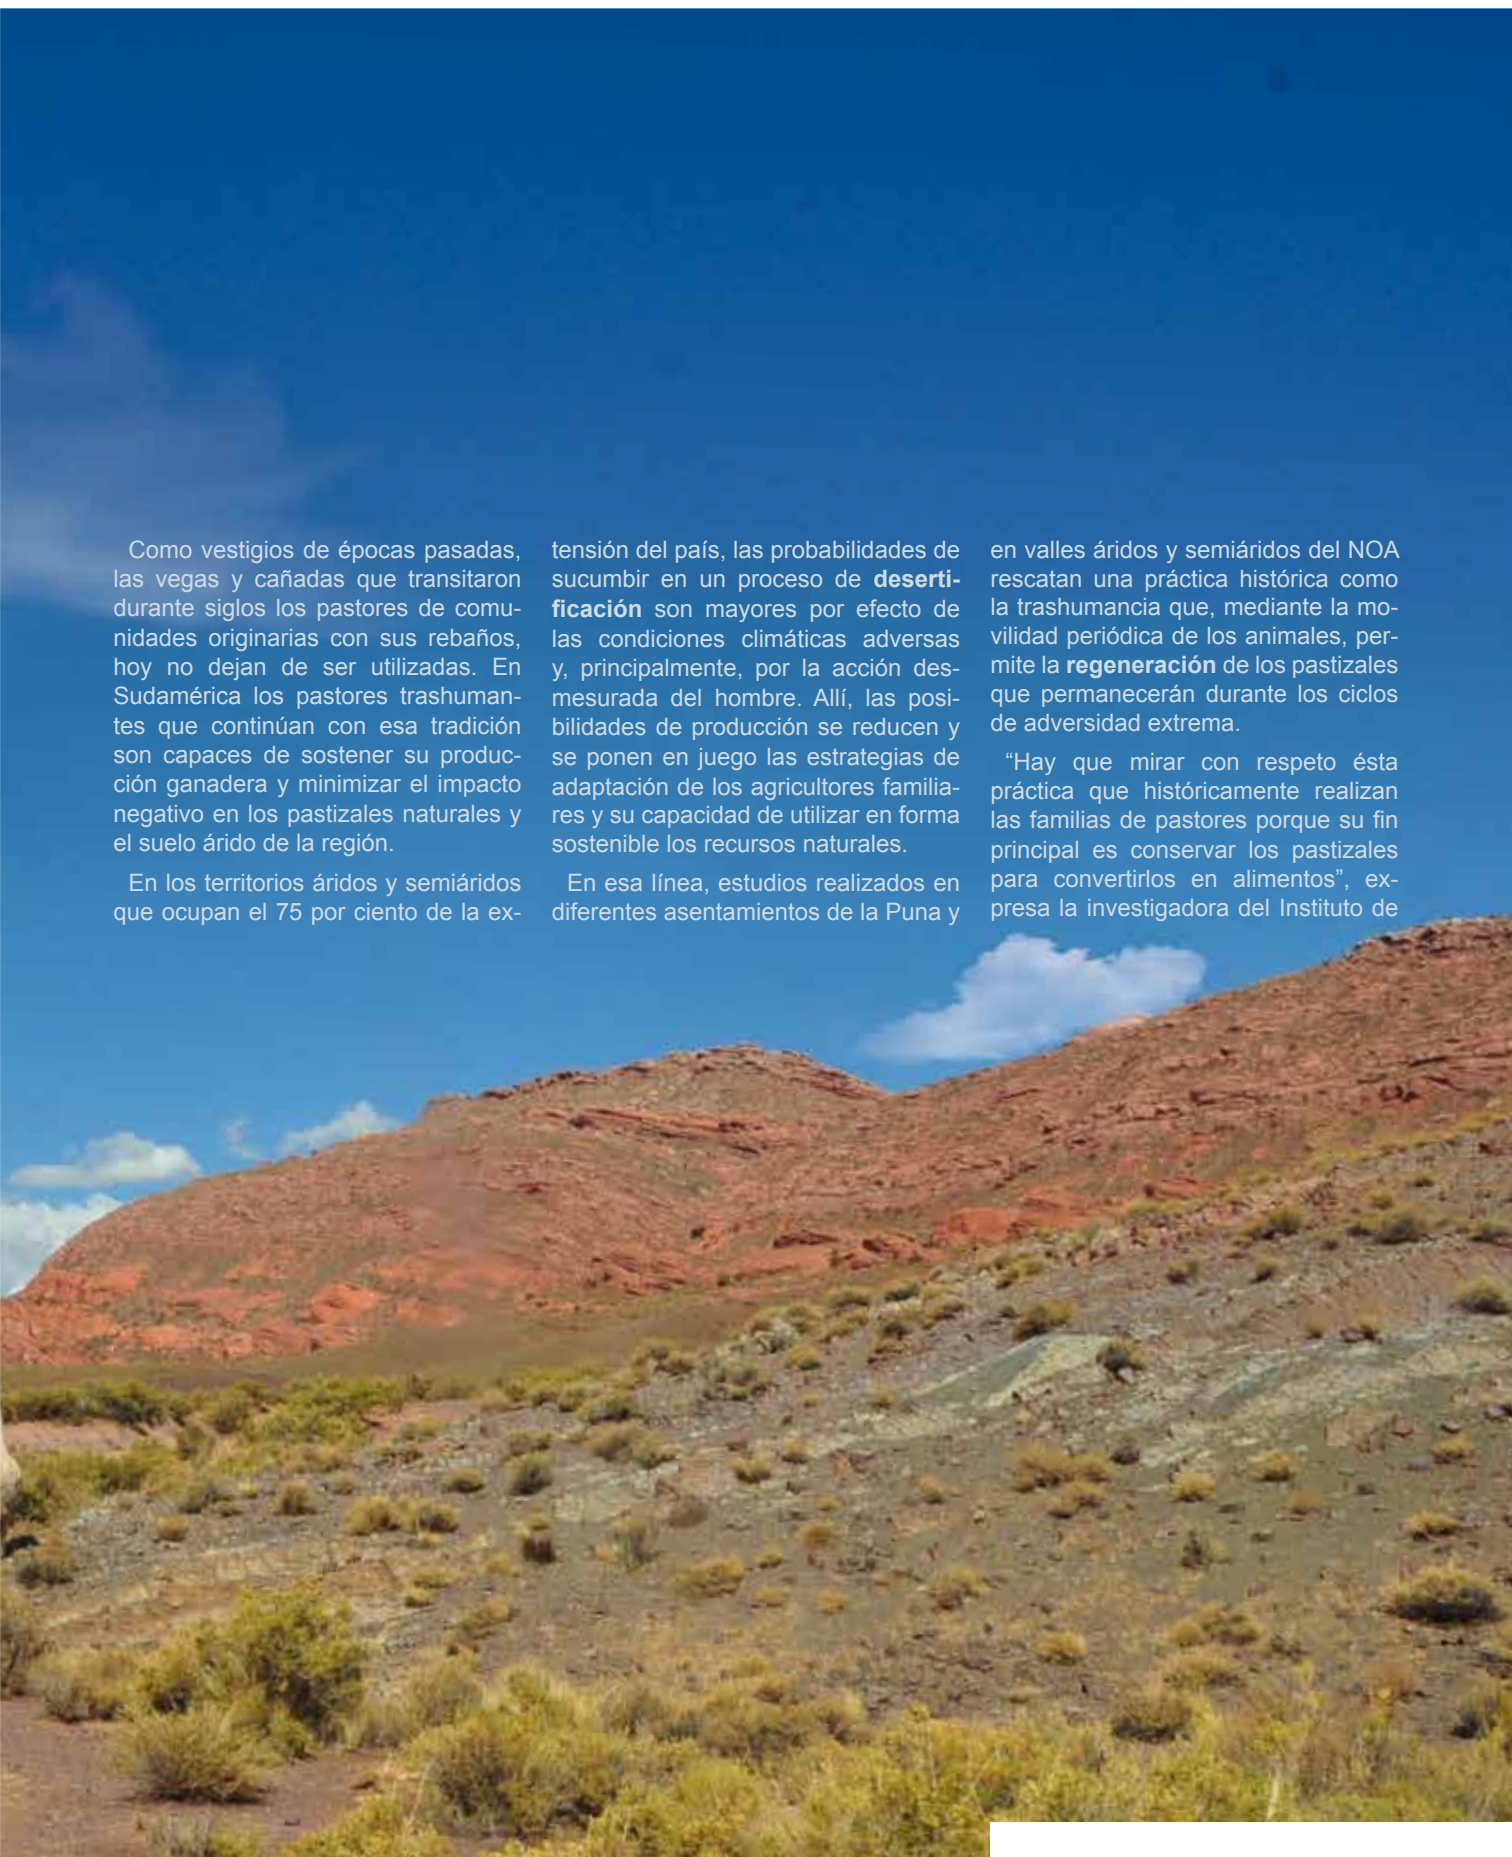 Como vestigios de épocas pasadas,
las vegas y cañadas que transitaron
durante siglos los pastores de comu-
nidades originarias con sus rebaños,
hoy no dejan de ser utilizadas. En
Sudamérica los pastores trashuman-
tes que continúan con esa tradición
son capaces de sostener su produc-
ción ganadera y minimizar el impacto
negativo en los pastizales naturales y
el suelo árido de la región.
En los territorios áridos y semiáridos
que ocupan el 75 por ciento de la ex-
tensión del país, las probabilidades de
sucumbir en un proceso de deserti-
ficación son mayores por efecto de
las condiciones climáticas adversas
y, principalmente, por la acción des-
mesurada del hombre. Allí, las posi-
bilidades de producción se reducen y
se ponen en juego las estrategias de
adaptación de los agricultores familia-
res y su capacidad de utilizar en forma
sostenible los recursos naturales.
En esa línea, estudios realizados en
diferentes asentamientos de la Puna y
en valles áridos y semiáridos del NOA
rescatan una práctica histórica como
la trashumancia que, mediante la mo-
vilidad periódica de los animales, per-
mite la regeneración de los pastizales
que permanecerán durante los ciclos
de adversidad extrema.
“Hay que mirar con respeto ésta
práctica que históricamente realizan
las familias de pastores porque su fin
principal es conservar los pastizales
para convertirlos en alimentos”, ex-
presa la investigadora del Instituto de